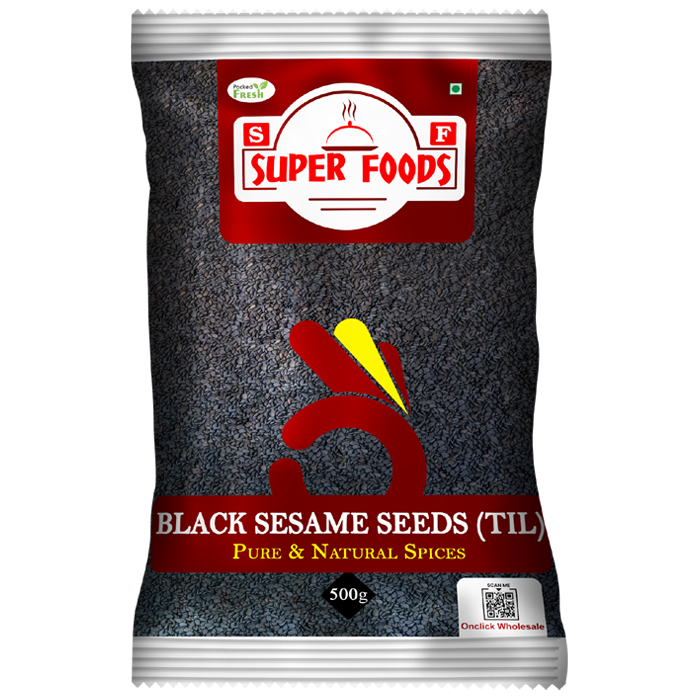 Packed
FRESH
S F
SUPER FOODS
BLACK SESAME SEEDS (TIL)
PURE & NATURAL SPICES
500g
SCAN ME
Onclick Wholesale